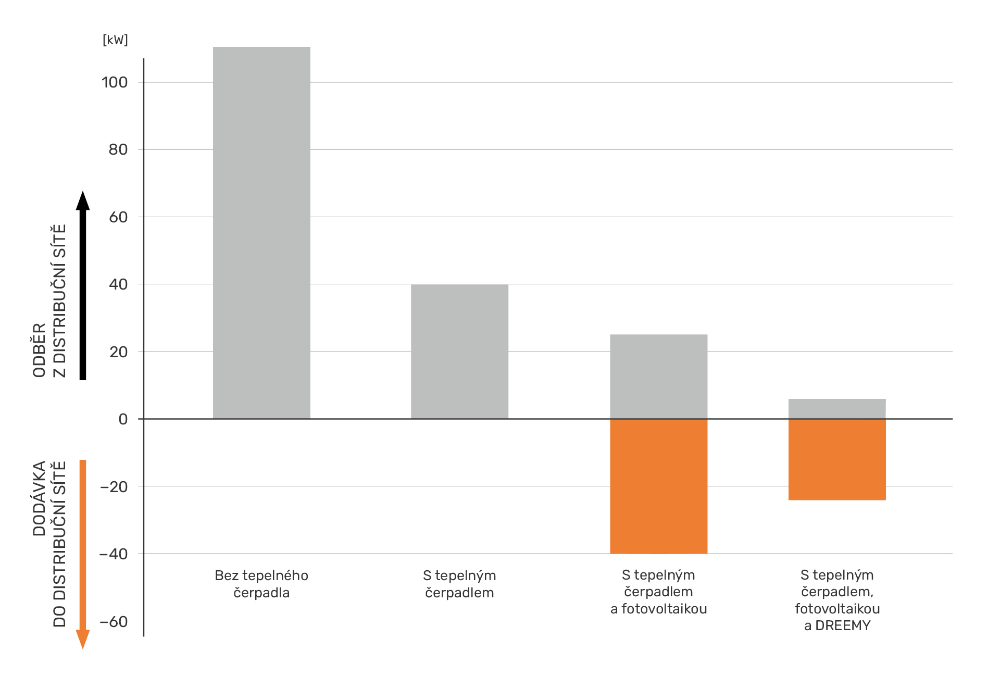 [kW]
100
80
60
40
20
0
–20
–40
–60
ODBĚR
Z DISTRIBUČNÍ SÍTĚ
DODÁVKA
DO DISTRIBUČNÍ SÍTĚ
Bez tepelného
čerpadla
S tepelným
čerpadlem
S tepelným
čerpadlem
a fotovoltaikou
S tepelným
čerpadlem,
fotovoltaikou
a DREEMY